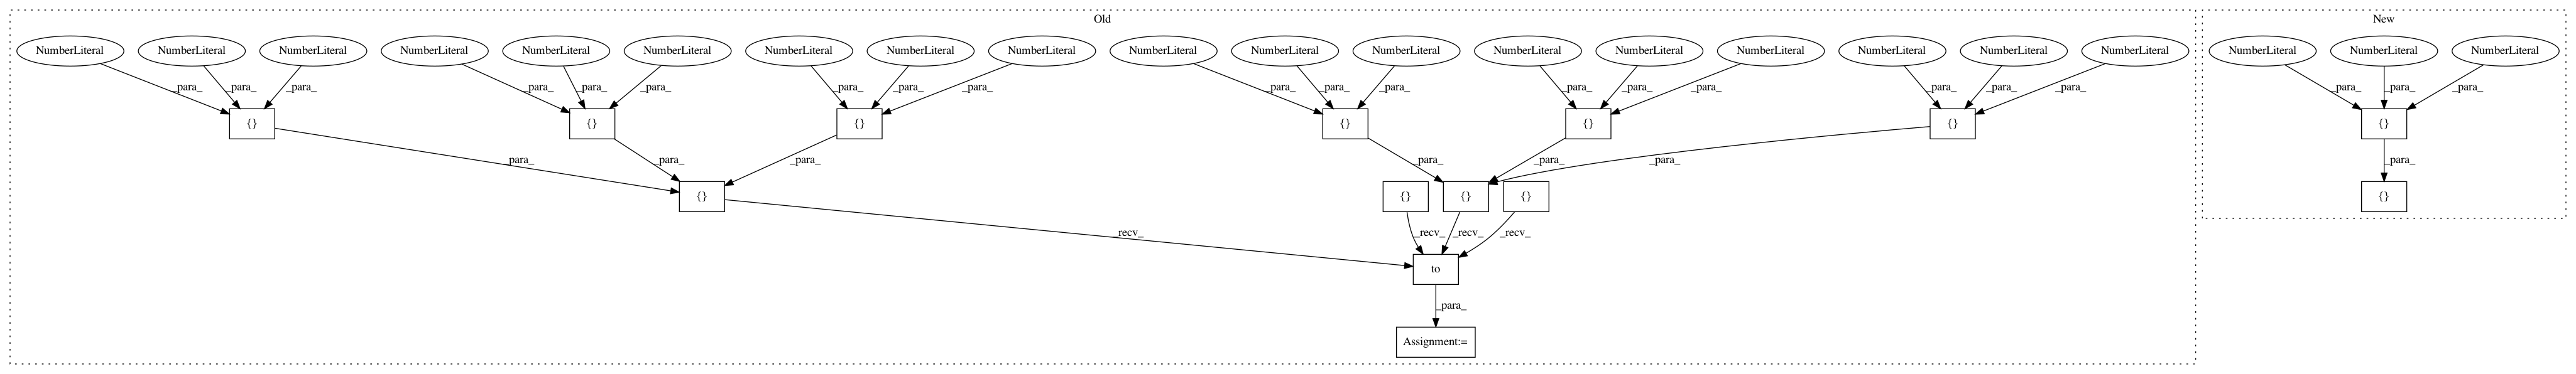 Old New
NumberLiteral NumberLiteral NumberLiteral NumberLiteral NumberLiteral NumberLiteral NumberLiteral NumberLiteral NumberLiteral NumberLiteral NumberLiteral NumberLiteral NumberLiteral NumberLiteral NumberLiteral NumberLiteral NumberLiteral NumberLiteral NumberLiteral NumberLiteral NumberLiteral
_para_ _para_ _para_ _para_ _para_ _para_ _para_ _para_ _para_ _para_ _para_ _para_ _para_ _para_ _para_ _para_ _para_ _para_ _para_ _para_ _para_
{} {} {} {} {} {} {}
_para_ _para_ _para_ _para_ _para_ _para_ _para_
{} {} {} {} {}
_recv_ _recv_ _recv_ _recv_
to
_para_
Assignment:=